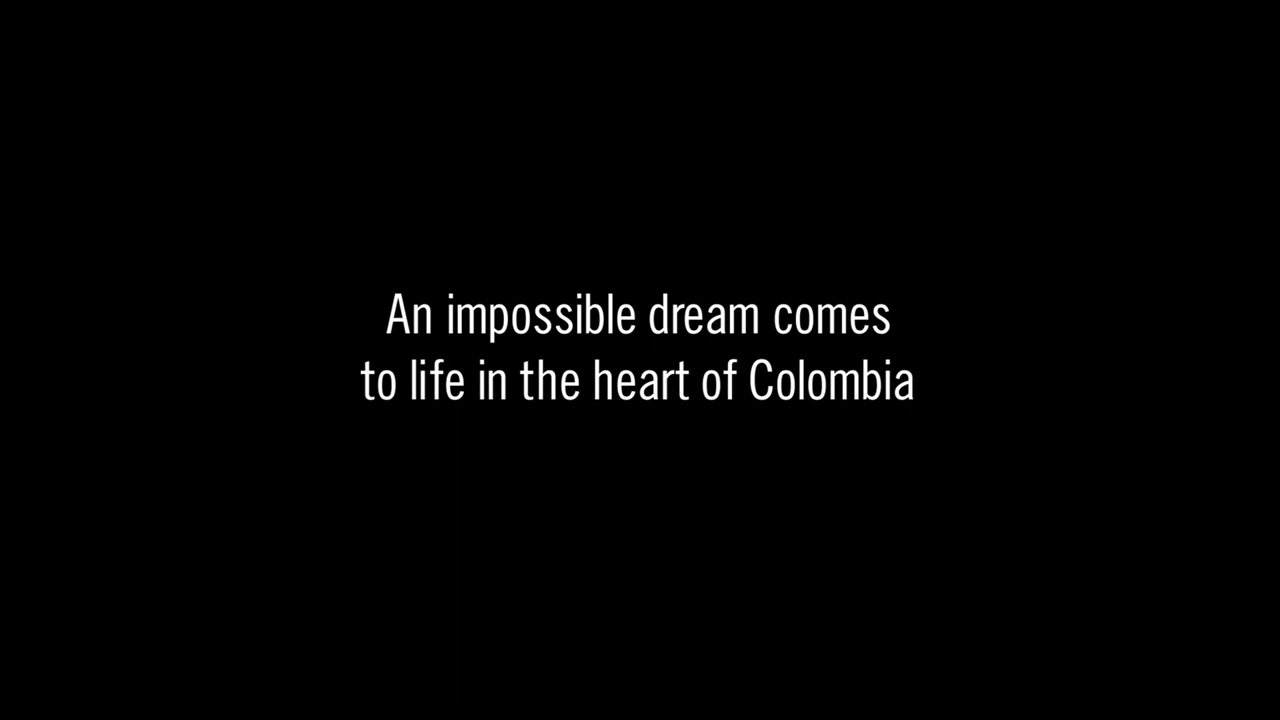 An impossible dream comes
to life in the heart of Colombia